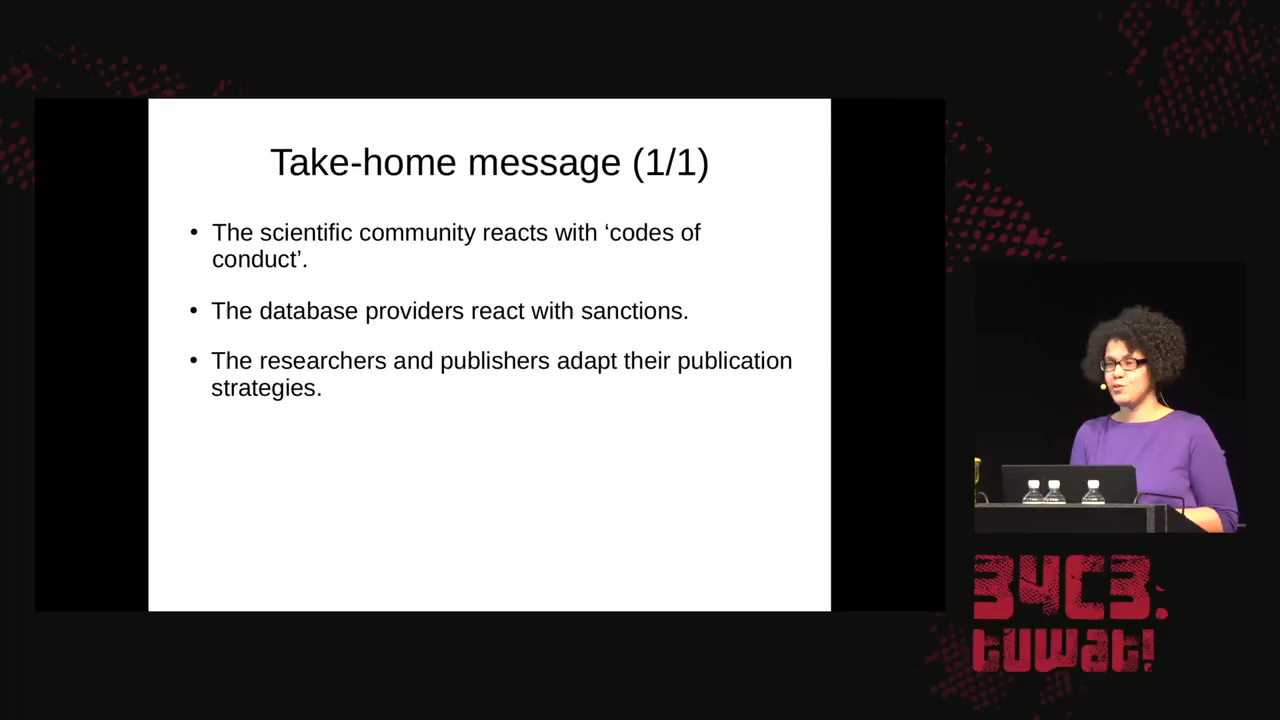 Take-home message (1/1)
• The scientific community reacts with ‘codes of
conduct’.
• The database providers react with sanctions.
• The researchers and publishers adapt their publication
strategies.
34C3.
tuwat!